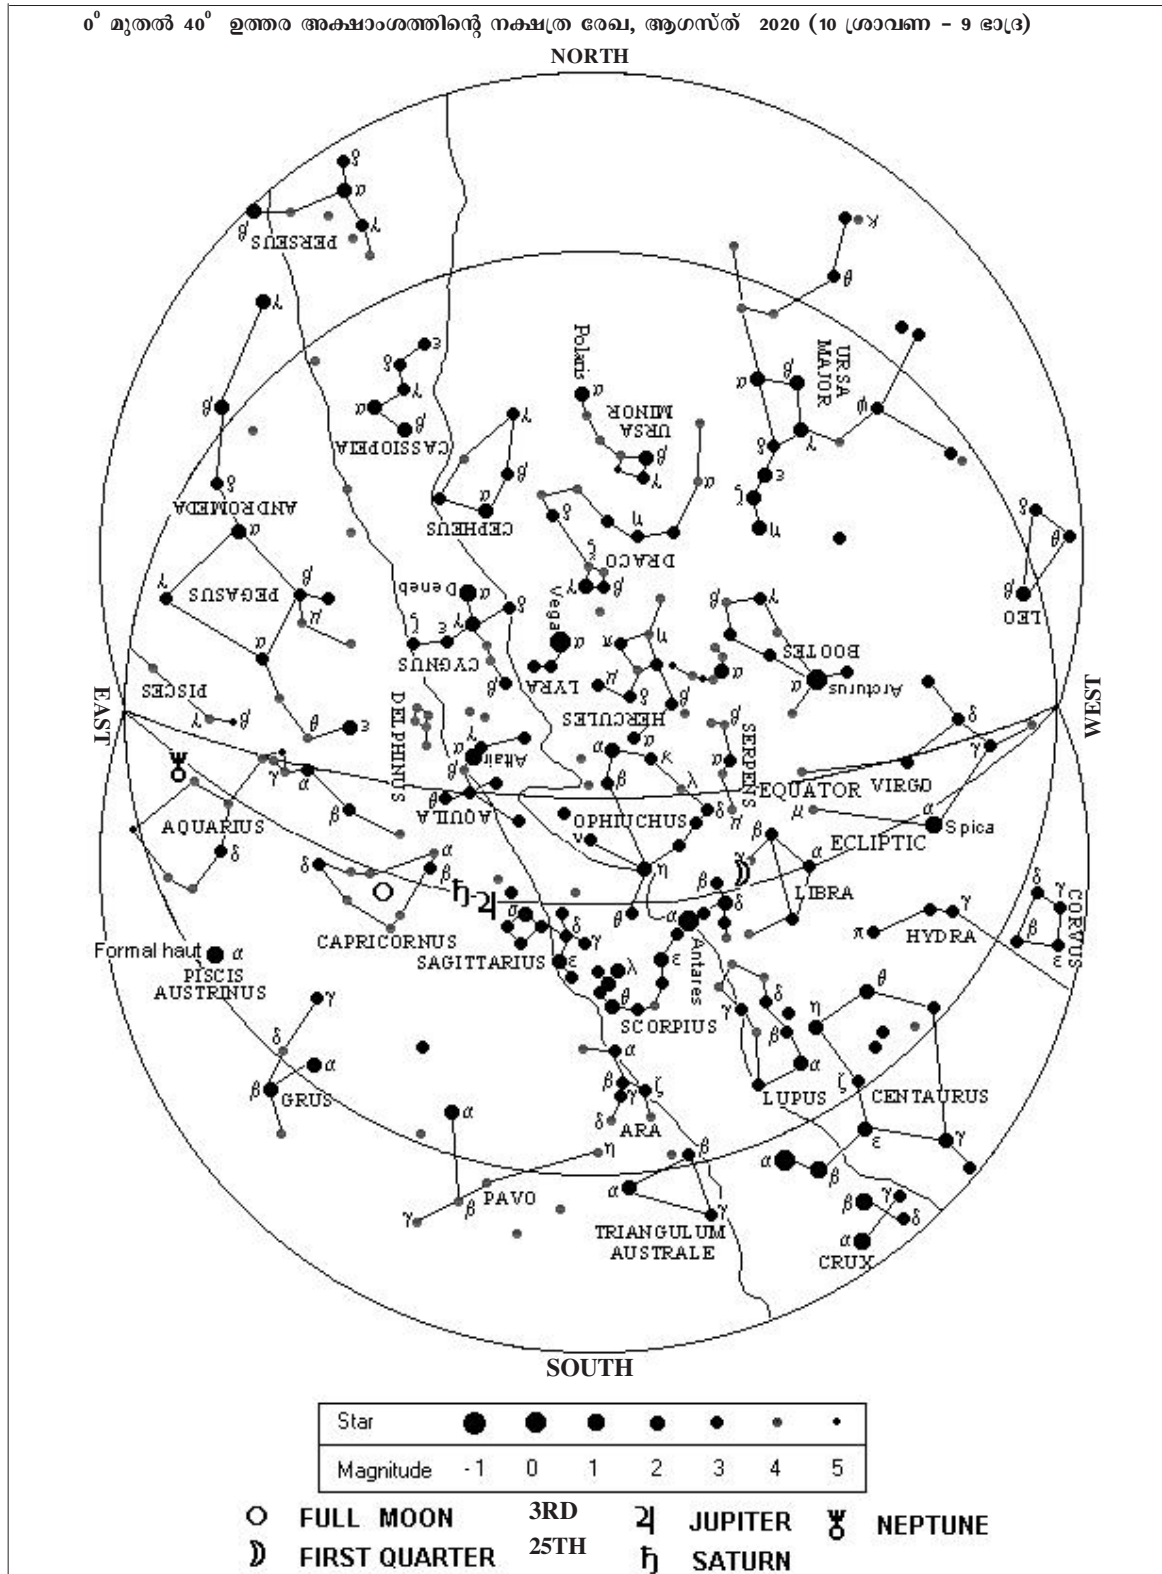 0° മുതൽ 40° ഉത്തര അക്ഷാംശത്തിന്റെ നക്ഷത്ര രേഖ, ആഗസ്ത് 2020 (10 ശ്രാവണ - 9 ഭാദ്ര)
NORTH
δ
α
β γ
PERSEUS
κ
θ
γ
Polaris
ε
δ
γ
α
β
CASSIOPEIA
α
URSA
MINOR
β
γ
α β
URSA
MAJOR
γ
ψ
δ
ε
ζ
η
β
δ
ANDROMEDA
α
γ
β
α
CEPHEUS
δ
η
α
DRACO
ζ
γ β
δ
θ
β
LEO
γ
PEGASUS
β
μ
α
Deneb
α
γ
δ
ζ ε
CYGNUS
β
Vega
α
LYRA
π η
μ
δ β
HERCULES
α
β γ
BOOTES
α
Arcturus
EAST
WEST
PISCES
γ β
θ ε
DELPHINUS
γ
α
β
Altair
θ
AQUILA
α
α κ
β λ
δ
OPHIUCHUS
ν
η
θ
SERPENS
β
α
μ
EQUATOR
VIRGO
δ
γ
μ
α
Spica
ECLIPTIC
γ α
AQUARIUS β
δ
δ α
β
CAPRICORNUS
β α
γ
LIBRA
δ
γ
β
ε
CORVUS
π γ
HYDRA
Formal haut α
PISCIS
AUSTRINUS
σ
δ
γ
ε
SAGITTARIUS
α
β
δ
Antares
ε
λ
θ
SCORPIUS
γ
δ
β
α
LUPUS
η θ
ζ
CENTAURUS
ε γ
α β
γ
δ
α
β
GRUS
α
β
γ ζ
δ
ARA
α
η
β
γ
PAVO
β
α
γ
TRIANGULUM
AUSTRALE
γ
β
δ
α
CRUX
SOUTH
Star
Magnitude -1 0 1 2 3 4 5
FULL MOON 3RD JUPITER NEPTUNE
FIRST QUARTER 25TH SATURN